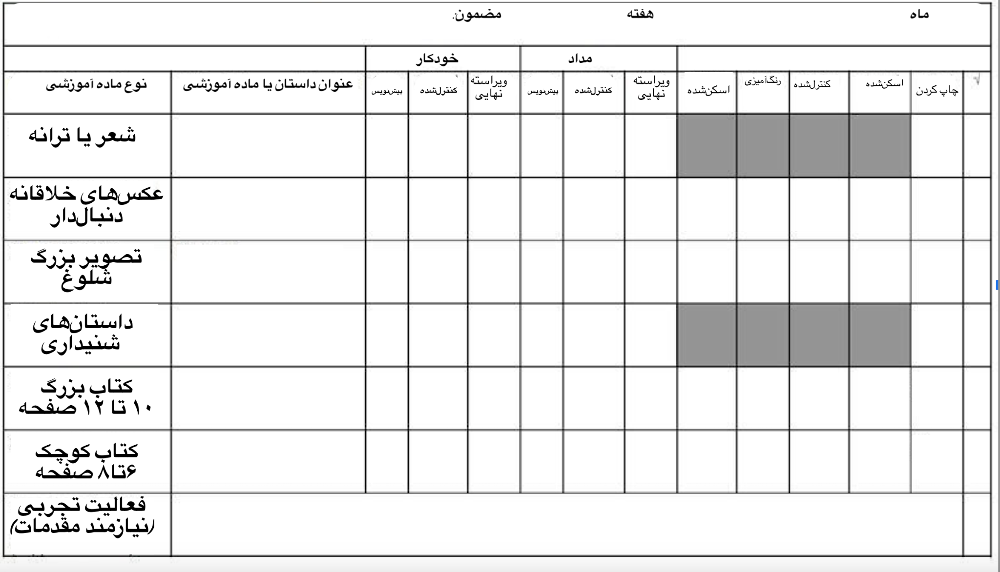 ماه هفته مضمون:
خودکار مداد
نوع ماده آموزشی عنوان داستان یا ماده آموزشی پیش‌نویس کنترل‌شده ویراسته نهایی پیش‌نویس کنترل‌شده ویراسته نهایی اسکن‌شده رنگ‌آمیزی کنترل‌شده اسکن‌شده چاپ کردن
شعر یا ترانه
عکس‌های خلاقانه
دنبال‌دار
تصویر بزرگ
شلوغ
داستان‌های
شنیداری
کتاب بزرگ
۱۰ تا ۱۲ صفحه
کتاب کوچک
۶تا۸ صفحه
فعالیت تجربی
(نیازمند مقدمات)